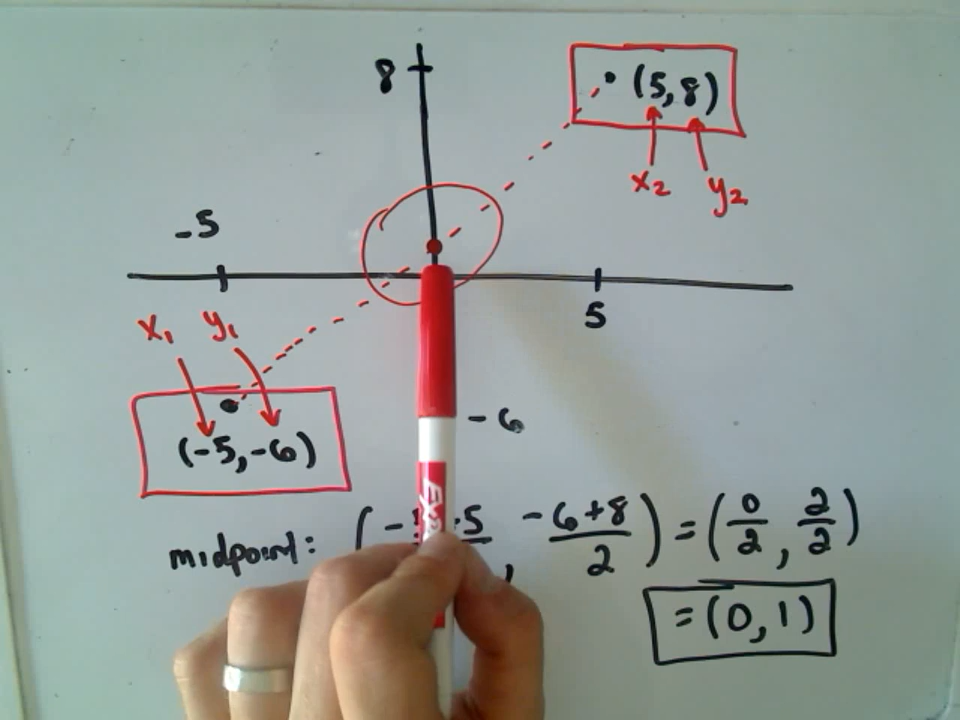 8
(5,8)
x₂ y₂
-5
5
x₁ y₁
-6
(-5,-6)
midpoint: ( -5 , -6+8/2 ) = ( 0/2 , 2/2 )
= (0,1)